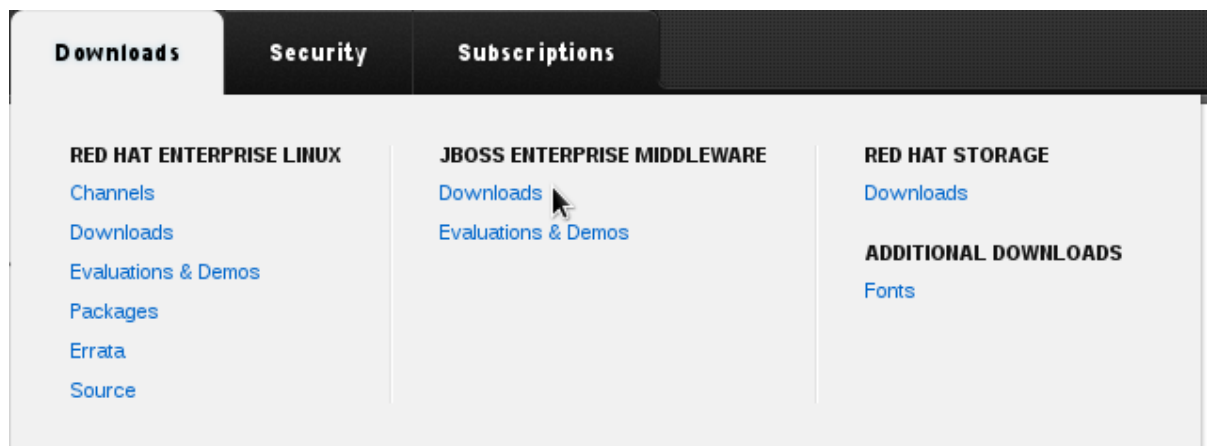 Downloads Security Subscriptions
RED HAT ENTERPRISE LINUX
Channels
Downloads
Evaluations & Demos
Packages
Errata
Source
JBOSS ENTERPRISE MIDDLEWARE
Downloads
Evaluations & Demos
RED HAT STORAGE
Downloads
ADDITIONAL DOWNLOADS
Fonts